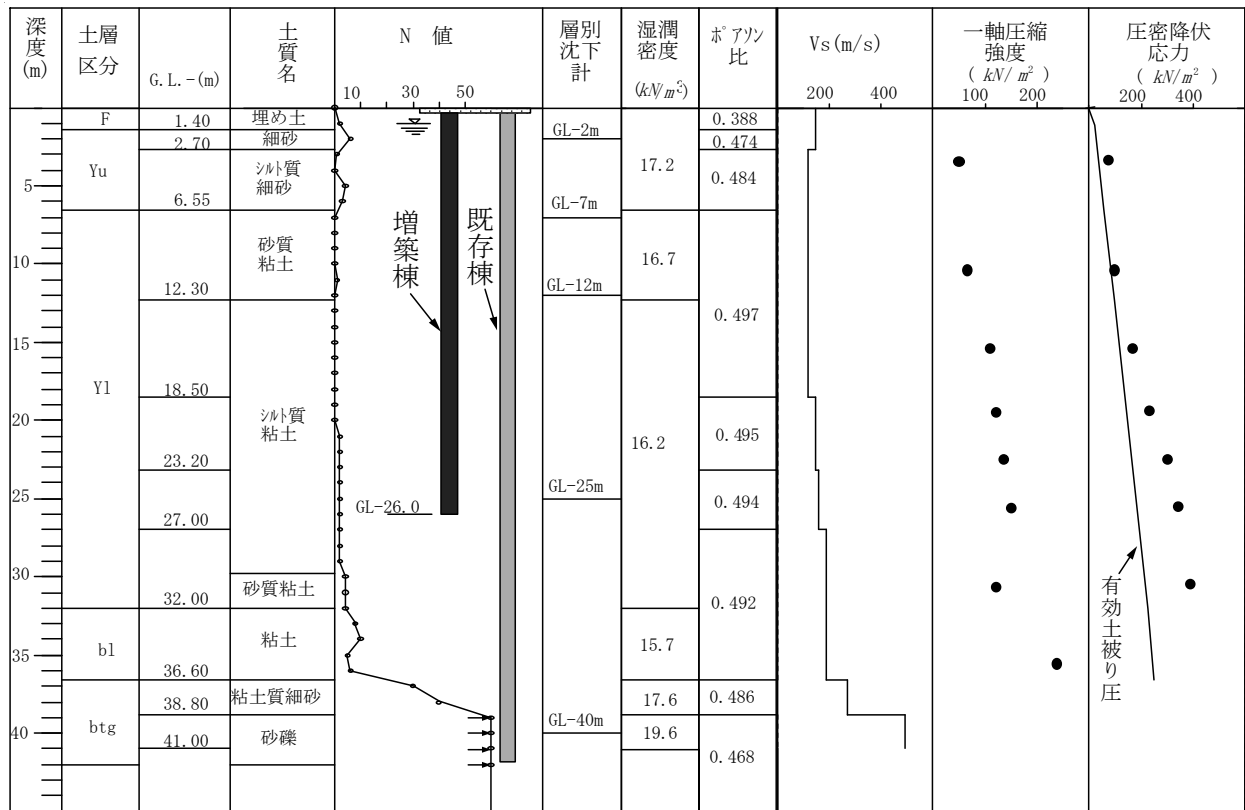 深度(m)
土層区分
G.L.-(m)
土質名
N 値
10 30 50
層別沈下計
湿潤密度
(kN/m³)
ポアソン比
Vs(m/s)
200 400
一軸圧縮強度
( kN/ m²)
100 200
圧密降伏応力
( kN/ m²)
200 400
F
1.40
埋め土
GL-2m
0.388
2.70
細砂
0.474
Yu
シルト質細砂
17.2
0.484
5
6.55
GL-7m
増築棟
既存棟
砂質粘土
16.7
10
12.30
GL-12m
0.497
15
Yl
18.50
シルト質粘土
20
16.2
0.495
23.20
25
GL-25m
GL-26.0
0.494
27.00
30
砂質粘土
32.00
0.492
有効土被り圧
bl
粘土
15.7
35
36.60
粘土質細砂
17.6
0.486
38.80
btg
GL-40m
40
41.00
砂礫
19.6
0.468